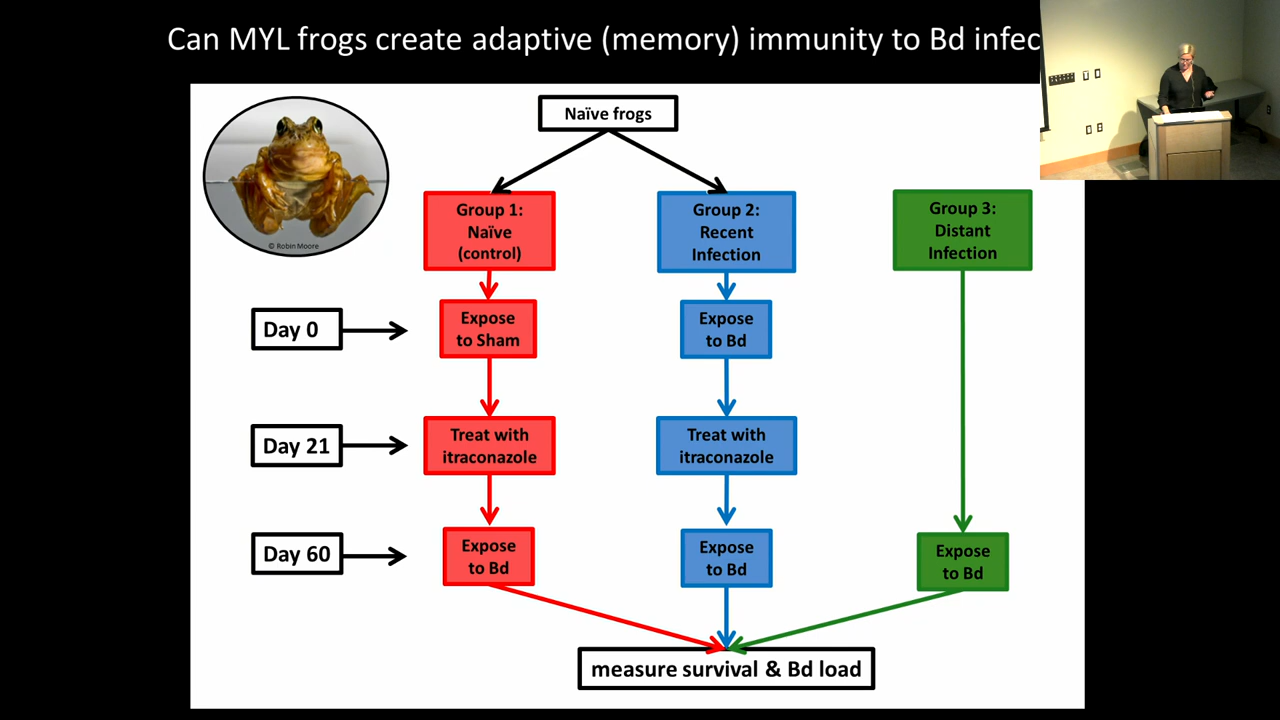 Can MYL frogs create adaptive (memory) immunity to Bd infec
Naïve frogs
Group 1:
Naïve
(control)
Group 2:
Recent
Infection
Group 3:
Distant
Infection
© Robin Moore
Day 0
Expose
to Sham
Expose
to Bd
Day 21
Treat with
itraconazole
Treat with
itraconazole
Day 60
Expose
to Bd
Expose
to Bd
Expose
to Bd
measure survival & Bd load